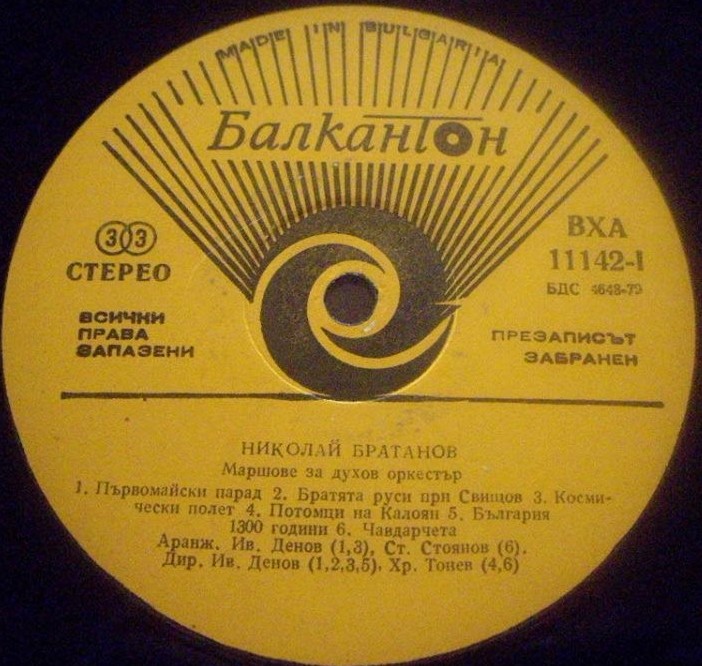 MADE IN BULGARIA
Балкантон
33
СТЕРЕО
ВХА
11142-I
БДС 4643-79
ВСИЧКИ
ПРАВА
ЗАПАЗЕНИ
ПРЕЗАПИСЪТ
ЗАБРАНЕН
НИКОЛАЙ БРАТАНОВ
Маршове за духов оркестър
1. Първомайски парад 2. Братята руси при Свищов 3. Косми-
чески полет 4. Потомци на Калоян 5. България
1300 години 6. Чавдарчета
Аранж. Ив. Денов (1,3), Ст. Стоянов (6).
Дир. Ив. Денов (1,2,3,5), Хр. Тонев (4,6)